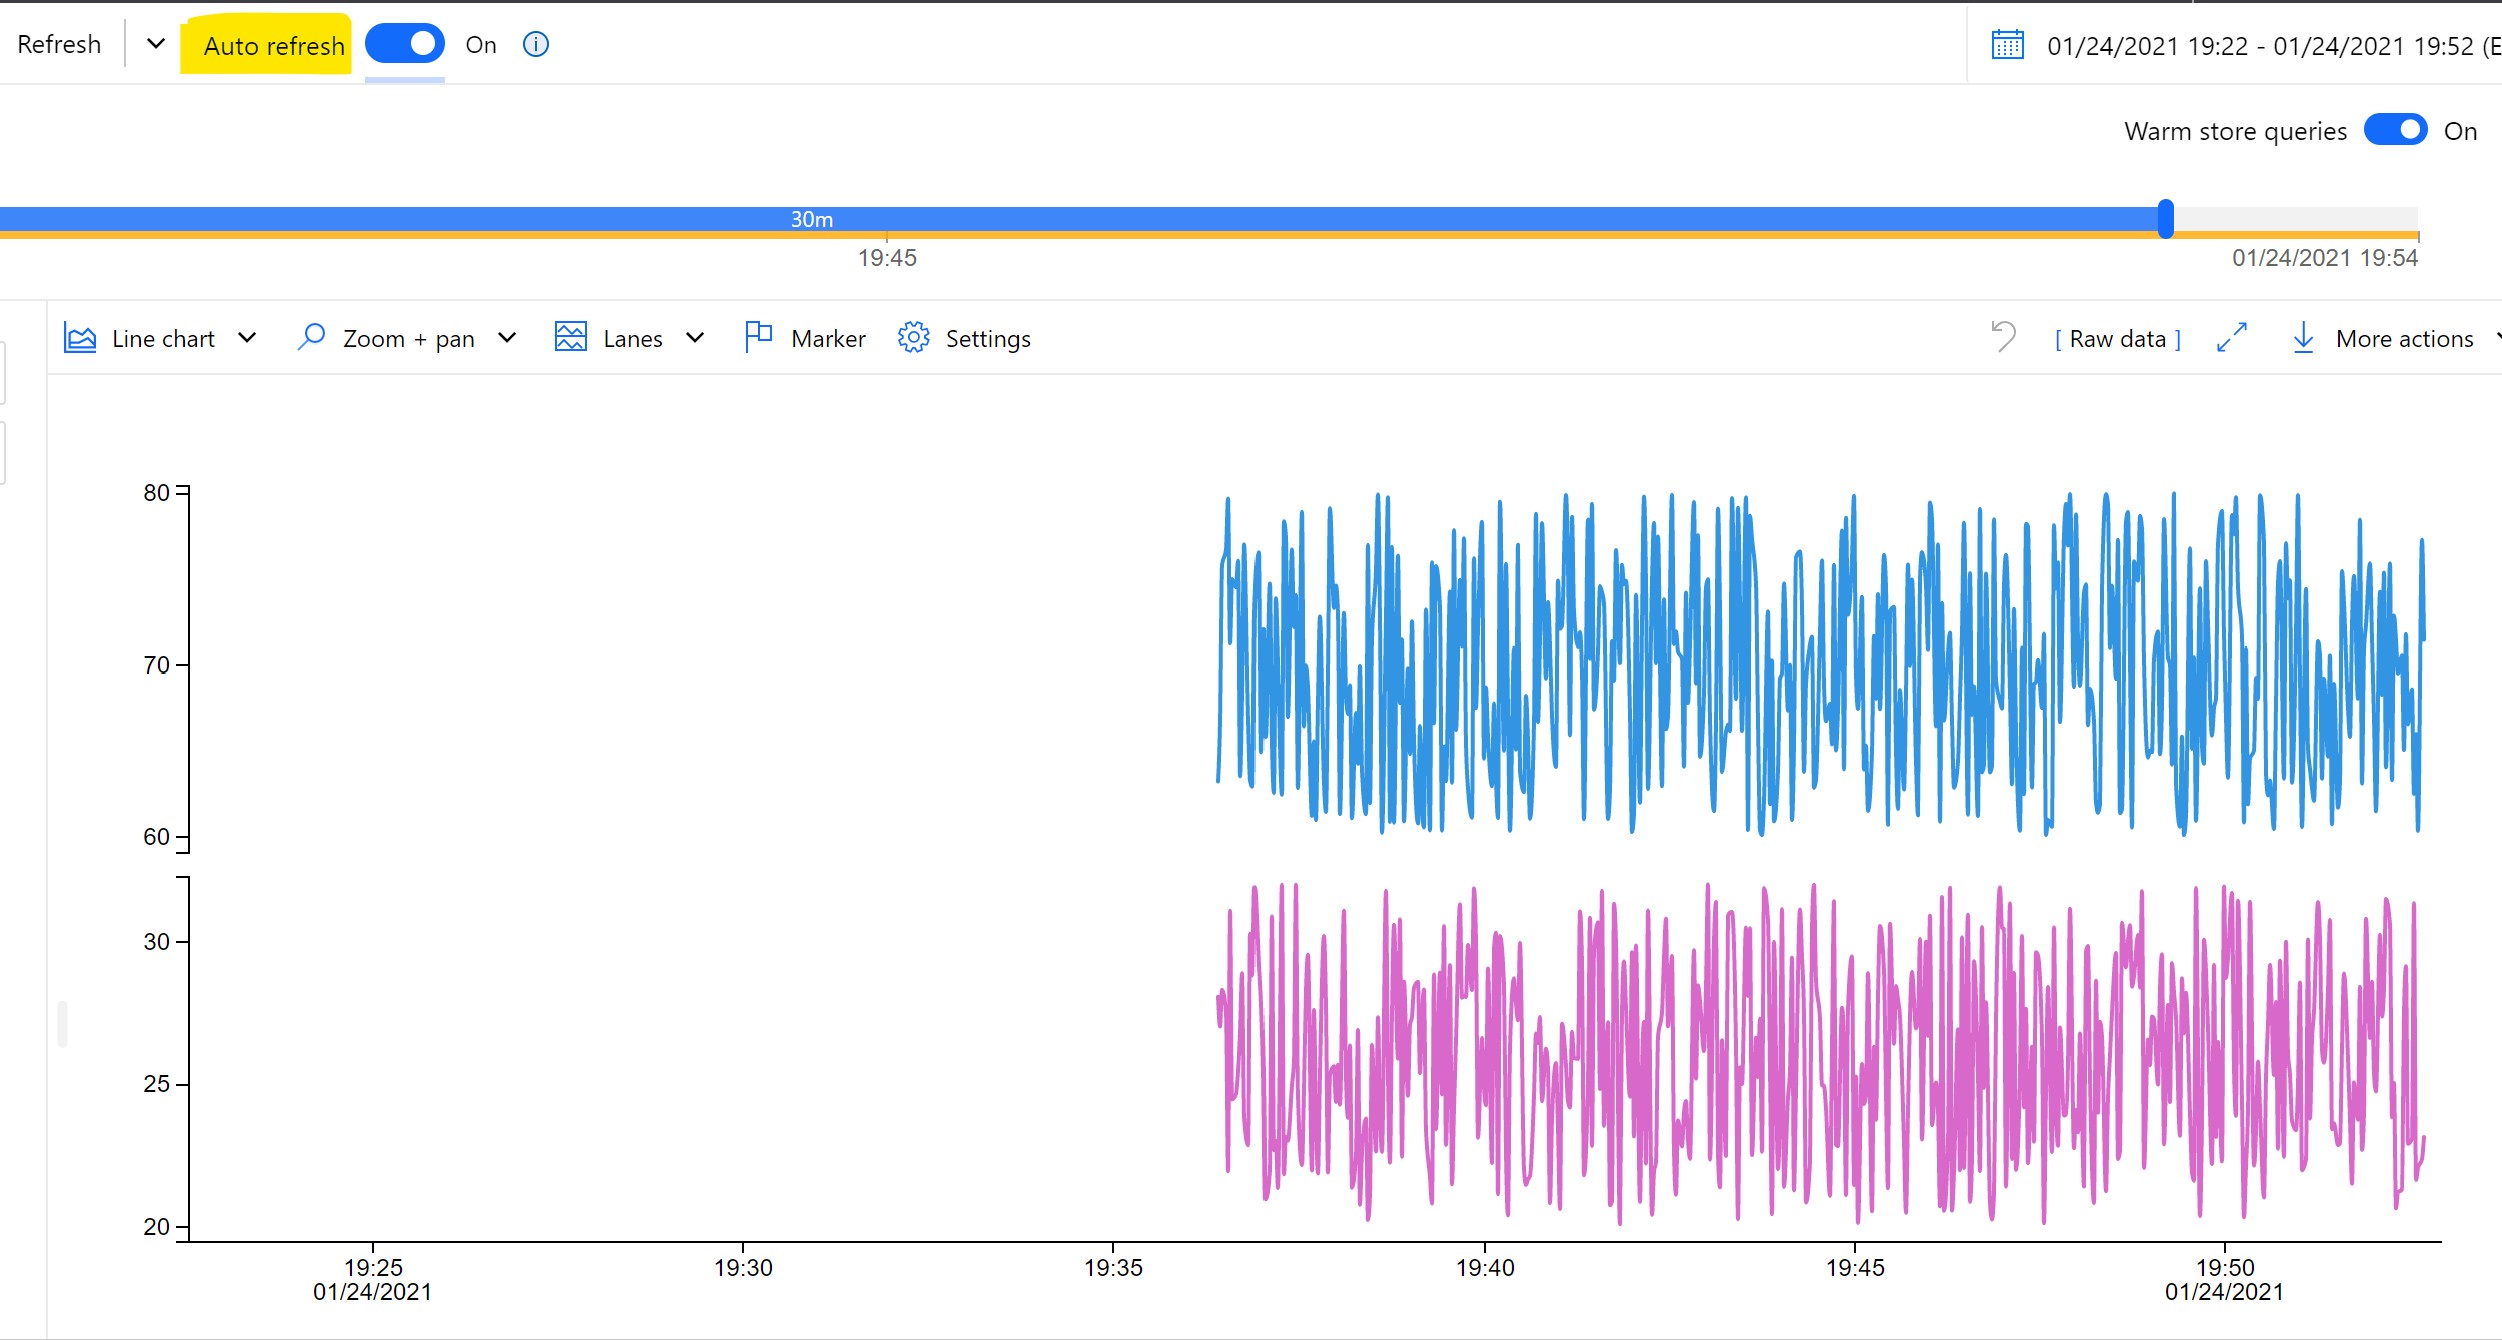 Refresh Auto refresh On 01/24/2021 19:22 - 01/24/2021 19:52 (E
Warm store queries On
30m
19:45 01/24/2021 19:54
Line chart Zoom + pan Lanes Marker Settings [ Raw data ] More actions
80
70
60
30
25
20
19:25 19:30 19:35 19:40 19:45 19:50
01/24/2021 01/24/2021